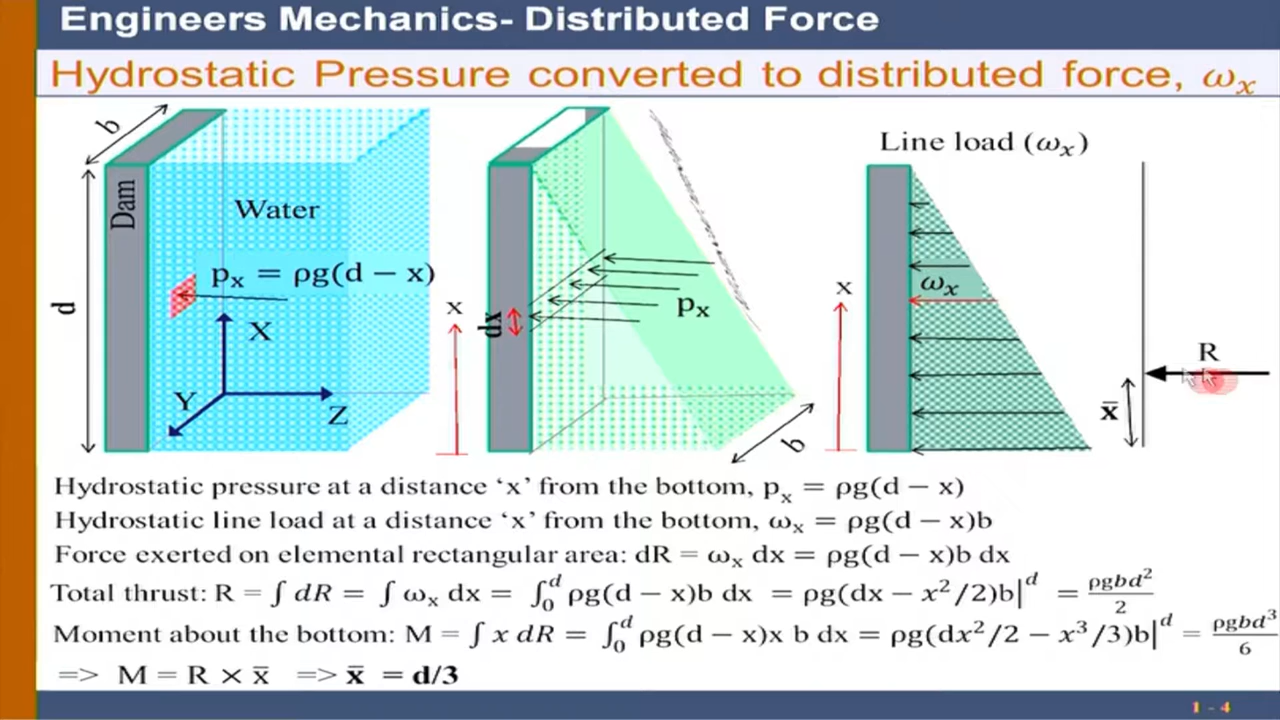 Engineers Mechanics- Distributed Force
Hydrostatic Pressure converted to distributed force, ωₓ
b
Dam
Water
pₓ = ρg(d − x)
d
X
Y
Z
x
dx
pₓ
b
Line load (ωₓ)
x
ωₓ
R
x̄
Hydrostatic pressure at a distance ‘x’ from the bottom, pₓ = ρg(d − x)
Hydrostatic line load at a distance ‘x’ from the bottom, ωₓ = ρg(d − x)b
Force exerted on elemental rectangular area: dR = ωₓ dx = ρg(d − x)b dx
Total thrust: R = ∫ dR = ∫ ωₓ dx = ∫₀ᵈ ρg(d − x)b dx = ρg(dx − x²/2)b|ᵈ = ρgbd²/2
Moment about the bottom: M = ∫ x dR = ∫₀ᵈ ρg(d − x)x b dx = ρg(dx²/2 − x³/3)b|ᵈ = ρgbd³/6
=> M = R × x̄ => x̄ = d/3
1 - 4